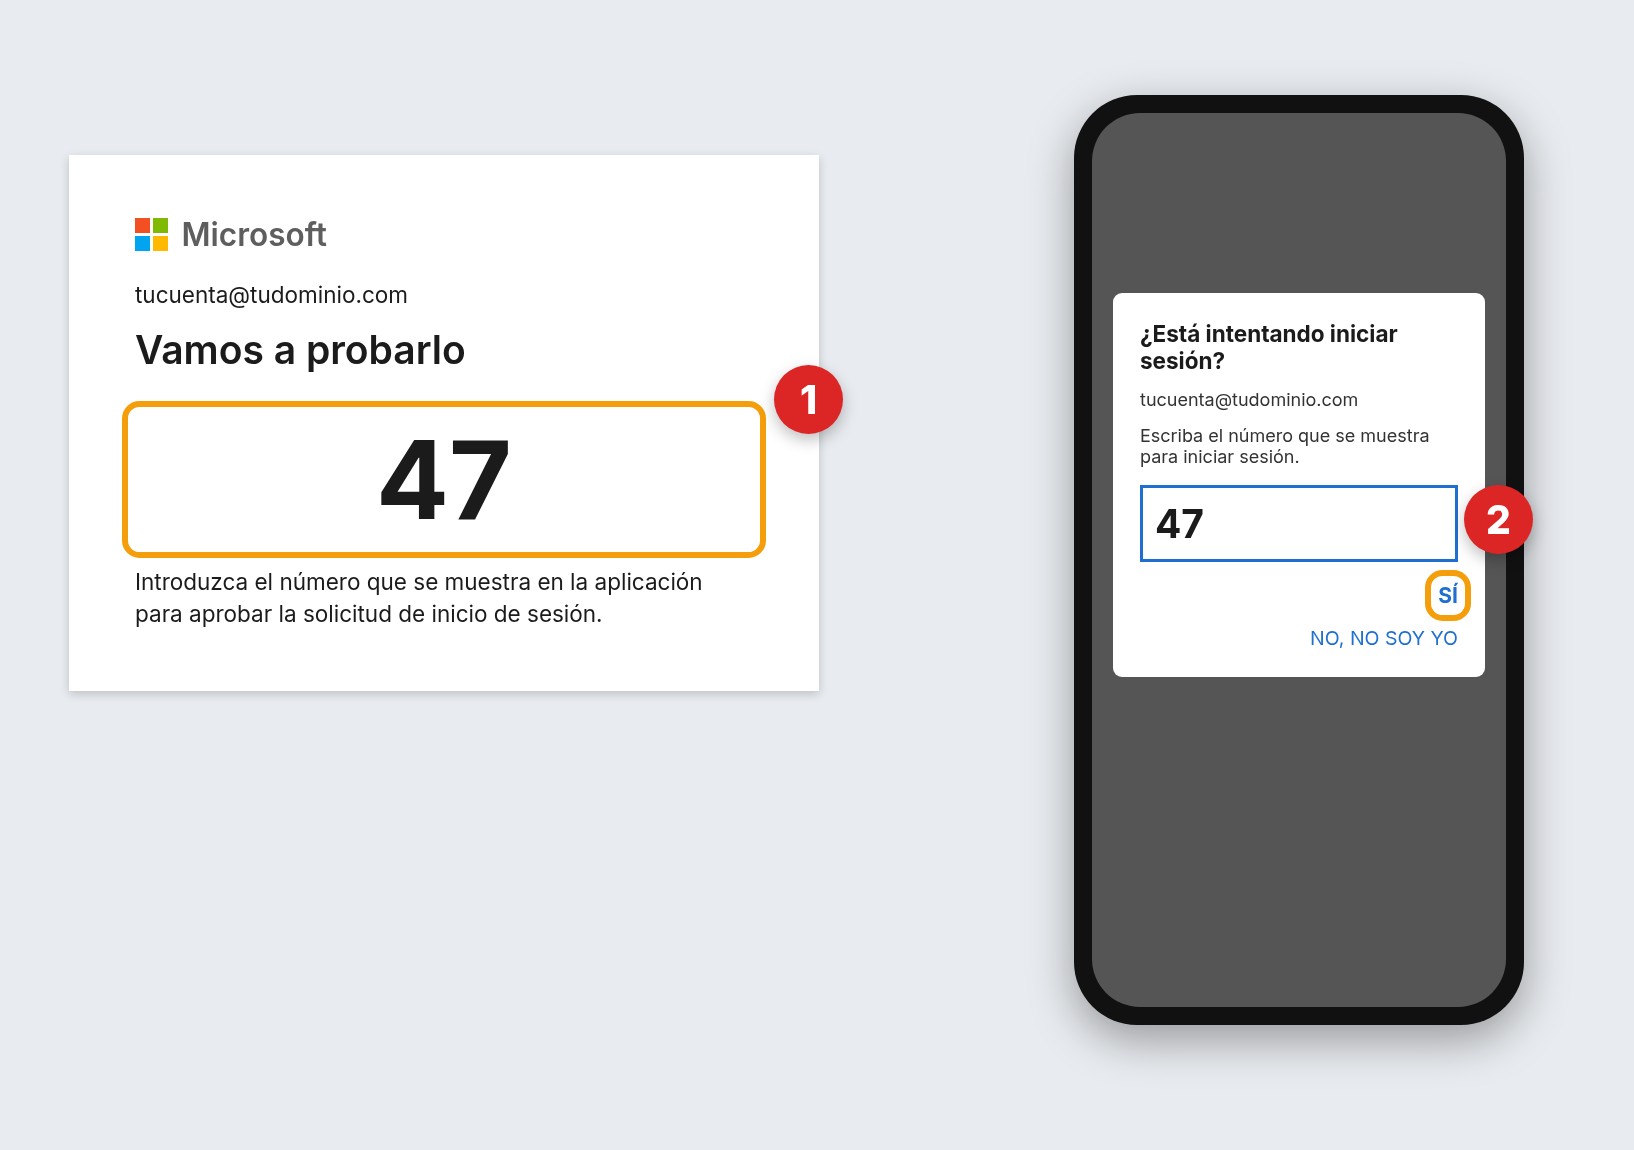 Microsoft
tucuenta@tudominio.com
Vamos a probarlo
1
47
Introduzca el número que se muestra en la aplicación
para aprobar la solicitud de inicio de sesión.
¿Está intentando iniciar
sesión?
tucuenta@tudominio.com
Escriba el número que se muestra
para iniciar sesión.
47
2
SÍ
NO, NO SOY YO